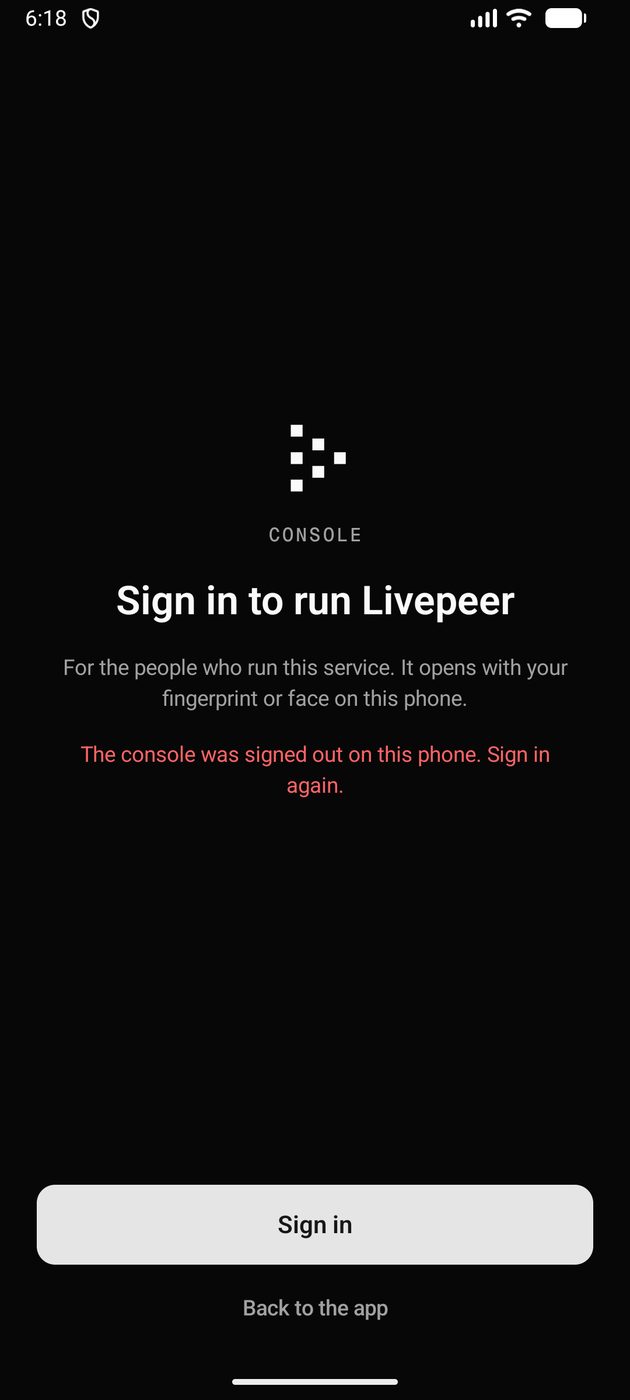 6:18
CONSOLE
Sign in to run Livepeer
For the people who run this service. It opens with your
fingerprint or face on this phone.
The console was signed out on this phone. Sign in
again.
Sign in
Back to the app